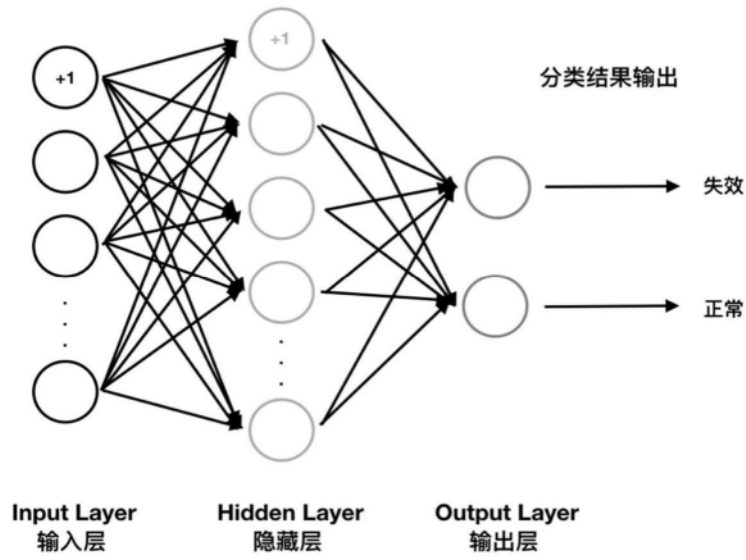 +1
+1
分类结果输出
失效
正常
Input Layer
输入层
Hidden Layer
隐藏层
Output Layer
输出层